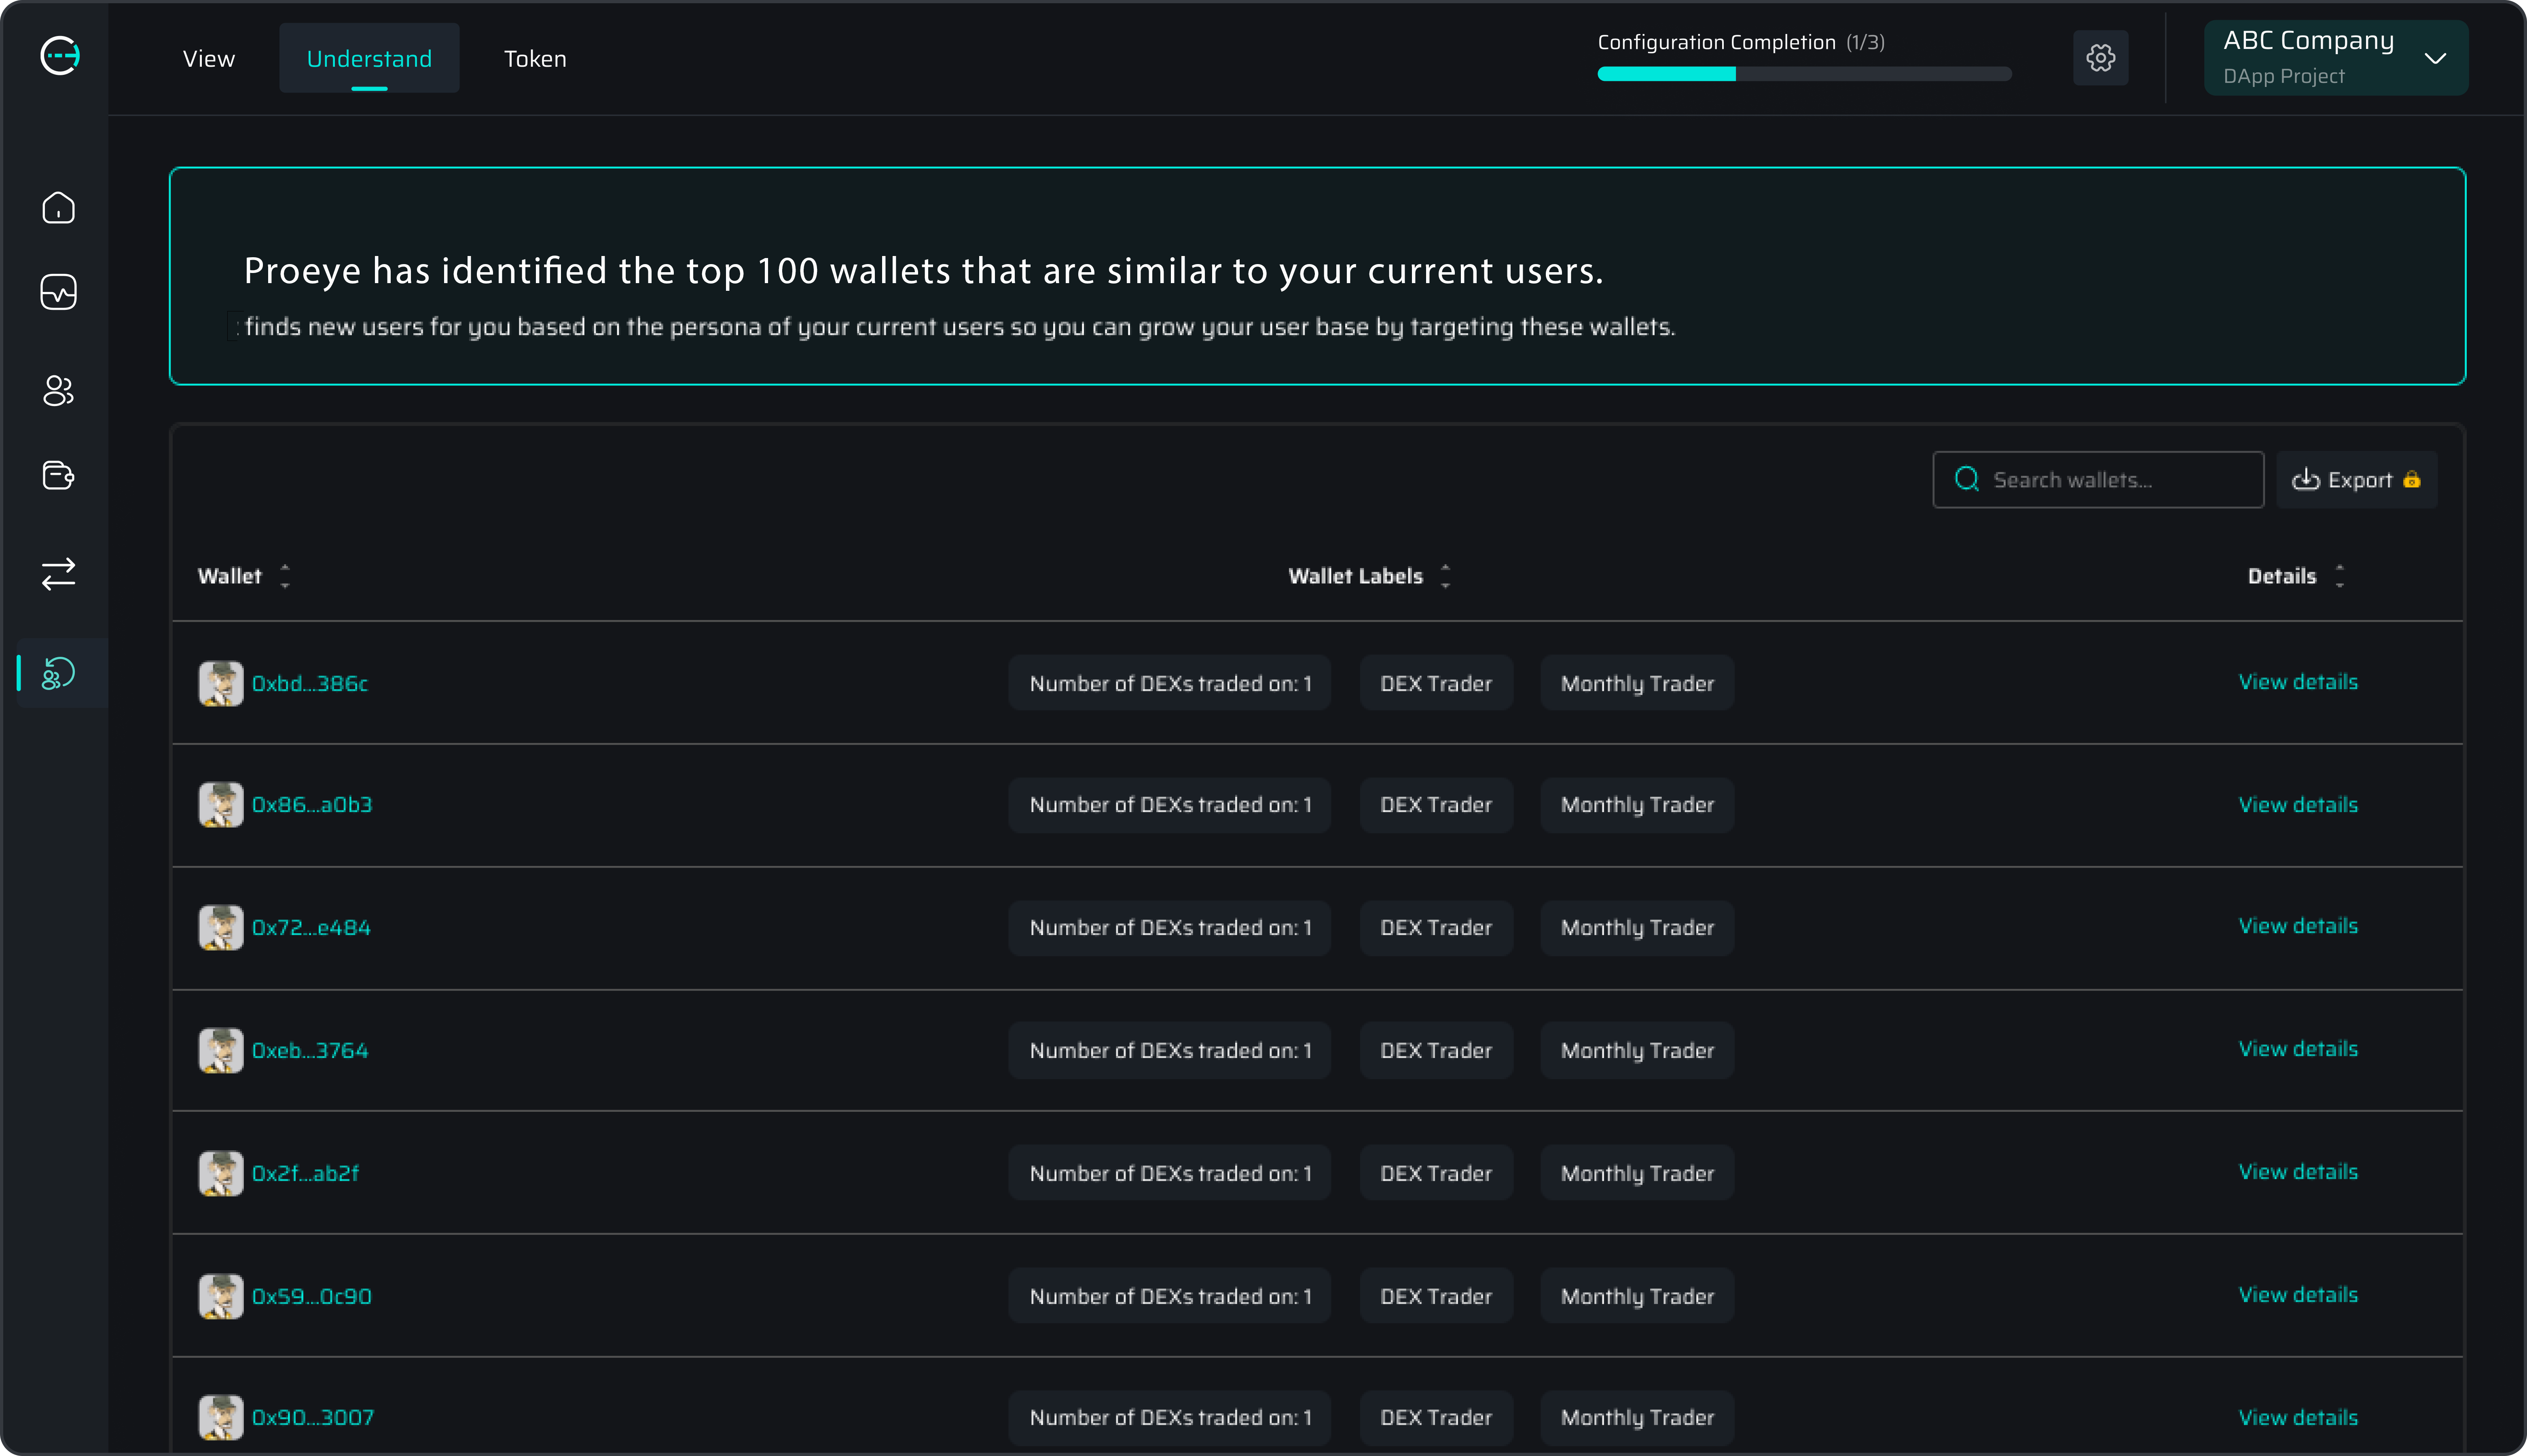 View
Understand
Token
Configuration Completion (1/3)
ABC Company
DApp Project
Proeye has identified the top 100 wallets that are similar to your current users.
finds new users for you based on the persona of your current users so you can grow your user base by targeting these wallets.
Search wallets...
Export
Wallet Wallet Labels Details
0xbd...386c Number of DEXs traded on: 1 DEX Trader Monthly Trader View details
0x86...a0b3 Number of DEXs traded on: 1 DEX Trader Monthly Trader View details
0x72...e484 Number of DEXs traded on: 1 DEX Trader Monthly Trader View details
0xeb...3764 Number of DEXs traded on: 1 DEX Trader Monthly Trader View details
0x2f...ab2f Number of DEXs traded on: 1 DEX Trader Monthly Trader View details
0x59...0c90 Number of DEXs traded on: 1 DEX Trader Monthly Trader View details
0x90...3007 Number of DEXs traded on: 1 DEX Trader Monthly Trader View details